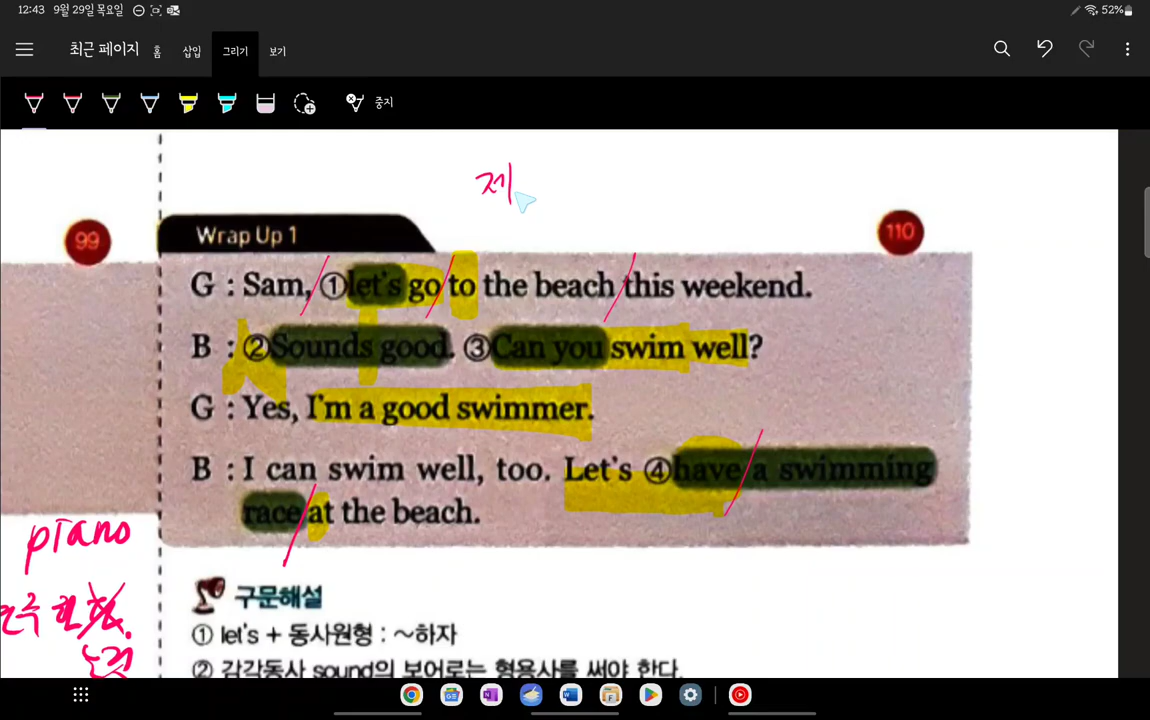 12:43 9월 29일 목요일 52%
최근 페이지 홈 삽입 그리기 보기
중지
제
99 Wrap Up 1 110
G : Sam, ①let's go to the beach this weekend.
B : ②Sounds good. ③Can you swim well?
G : Yes, I'm a good swimmer.
B : I can swim well, too. Let's ④have a swimming
race at the beach.
piano
구문해설
① let's + 동사원형 : ~하자
② 감각동사 sound의 보어로는 형용사를 써야 한다.